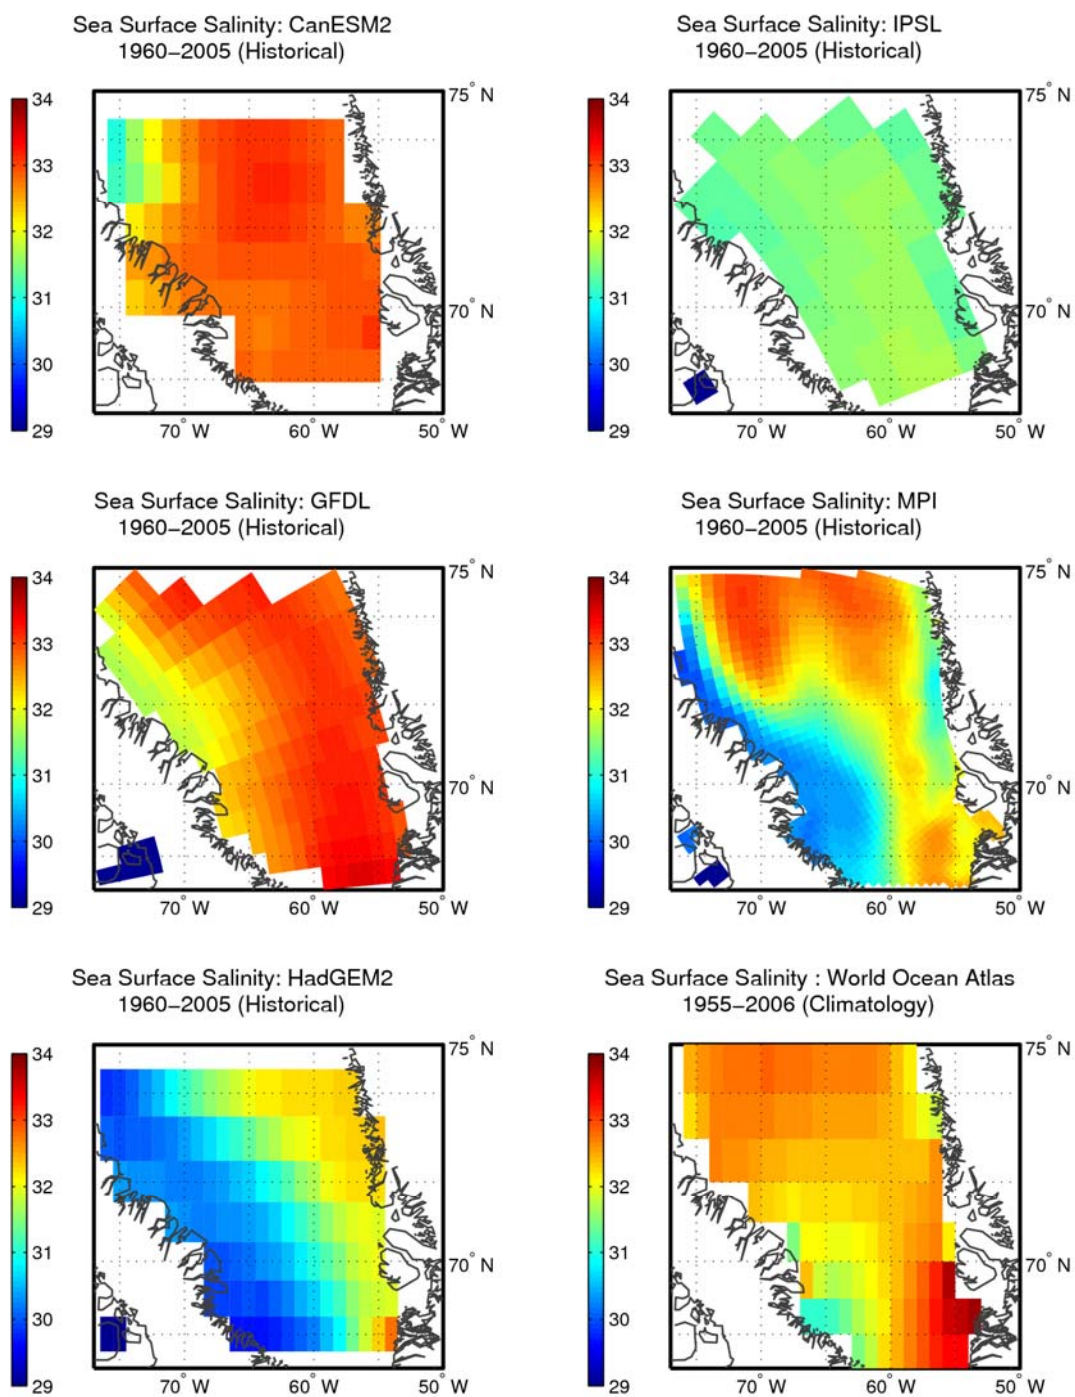 Sea Surface Salinity: CanESM2
1960−2005 (Historical)
34
33
32
31
30
29
75° N
70° N
70° W
60° W
50° W
Sea Surface Salinity: IPSL
1960−2005 (Historical)
34
33
32
31
30
29
75° N
70° N
70° W
60° W
50° W
Sea Surface Salinity: GFDL
1960−2005 (Historical)
34
33
32
31
30
29
75° N
70° N
70° W
60° W
50° W
Sea Surface Salinity: MPI
1960−2005 (Historical)
34
33
32
31
30
29
75° N
70° N
70° W
60° W
50° W
Sea Surface Salinity: HadGEM2
1960−2005 (Historical)
34
33
32
31
30
29
75° N
70° N
70° W
60° W
50° W
Sea Surface Salinity : World Ocean Atlas
1955−2006 (Climatology)
34
33
32
31
30
29
75° N
70° N
70° W
60° W
50° W